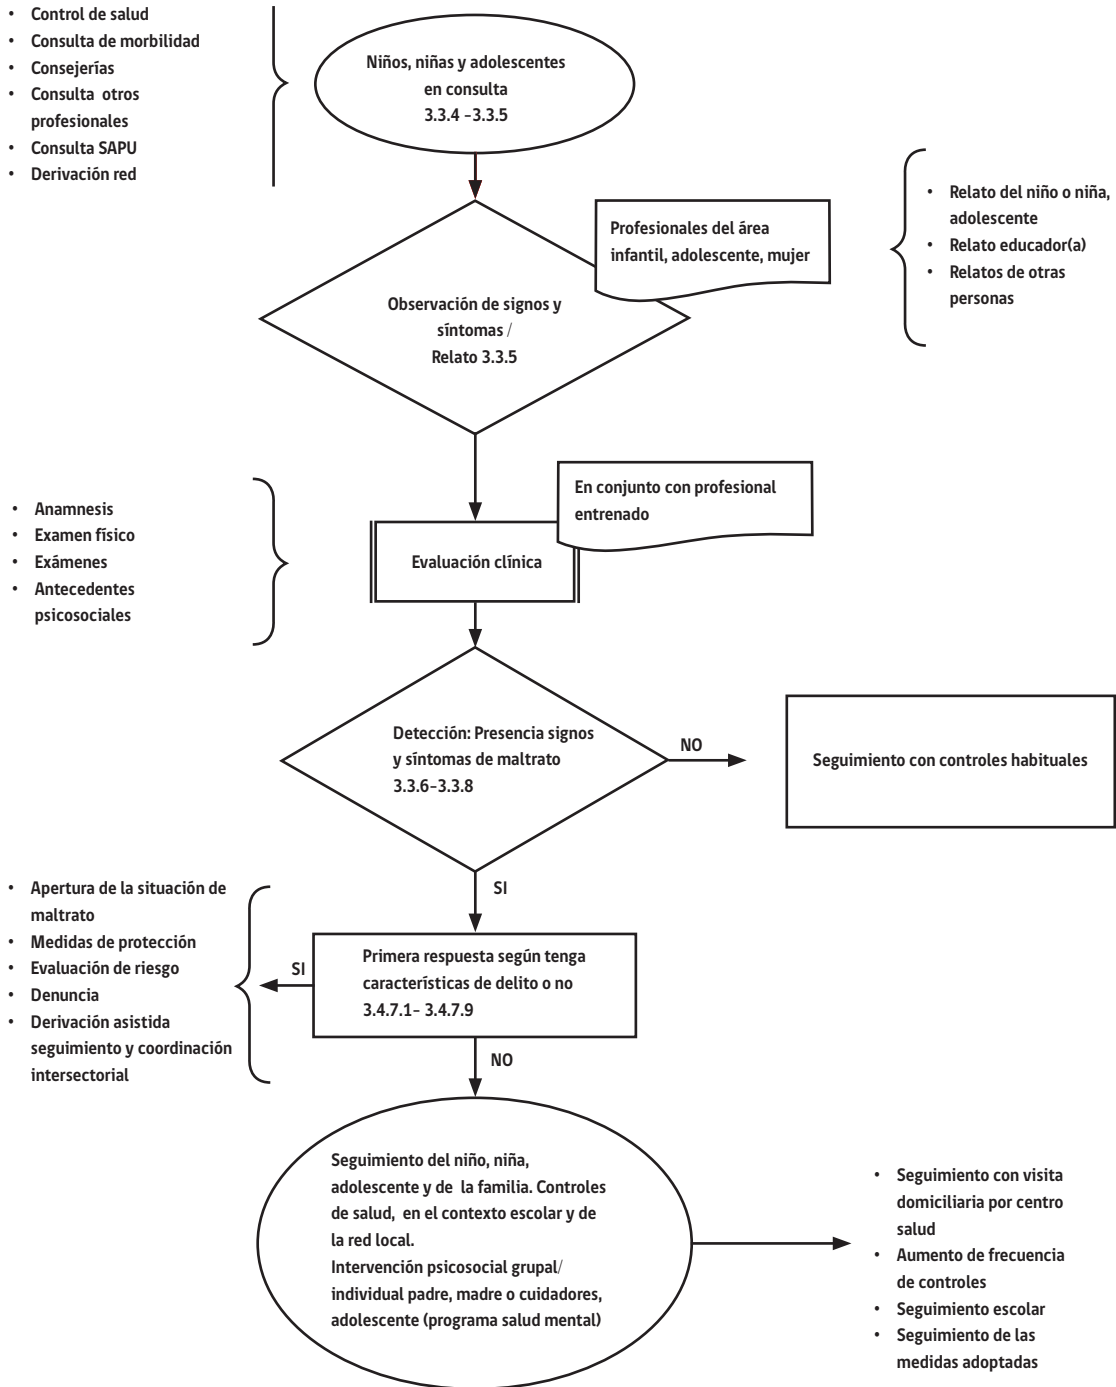 • Control de salud
• Consulta de morbilidad
• Consejerías
• Consulta otros
profesionales
• Consulta SAPU
• Derivación red
Niños, niñas y adolescentes
en consulta
3.3.4 -3.3.5
Profesionales del área
infantil, adolescente, mujer
• Relato del niño o niña,
adolescente
• Relato educador(a)
• Relatos de otras
personas
Observación de signos y
síntomas /
Relato 3.3.5
En conjunto con profesional
entrenado
• Anamnesis
• Examen físico
• Exámenes
• Antecedentes
psicosociales
Evaluación clínica
Detección: Presencia signos
y síntomas de maltrato
3.3.6-3.3.8
NO
Seguimiento con controles habituales
SI
• Apertura de la situación de
maltrato
• Medidas de protección
• Evaluación de riesgo
• Denuncia
• Derivación asistida
seguimiento y coordinación
intersectorial
SI
Primera respuesta según tenga
características de delito o no
3.4.7.1- 3.4.7.9
NO
Seguimiento del niño, niña,
adolescente y de la familia. Controles
de salud, en el contexto escolar y de
la red local.
Intervención psicosocial grupal/
individual padre, madre o cuidadores,
adolescente (programa salud mental)
• Seguimiento con visita
domiciliaria por centro
salud
• Aumento de frecuencia
de controles
• Seguimiento escolar
• Seguimiento de las
medidas adoptadas